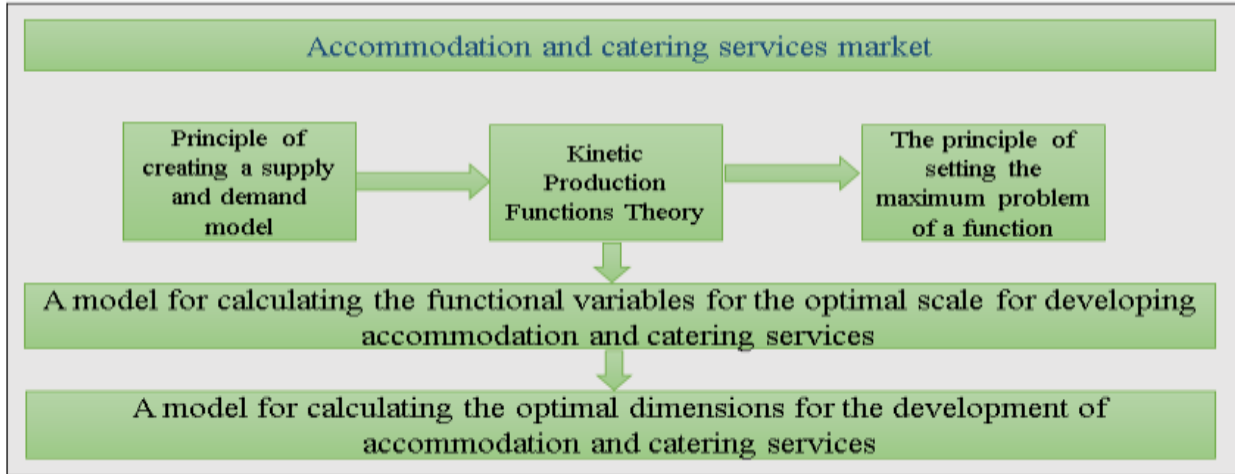 Accommodation and catering services market
Principle of
creating a supply
and demand
model
Kinetic
Production
Functions Theory
The principle of
setting the
maximum problem
of a function
A model for calculating the functional variables for the optimal scale for developing
accommodation and catering services
A model for calculating the optimal dimensions for the development of
accommodation and catering services